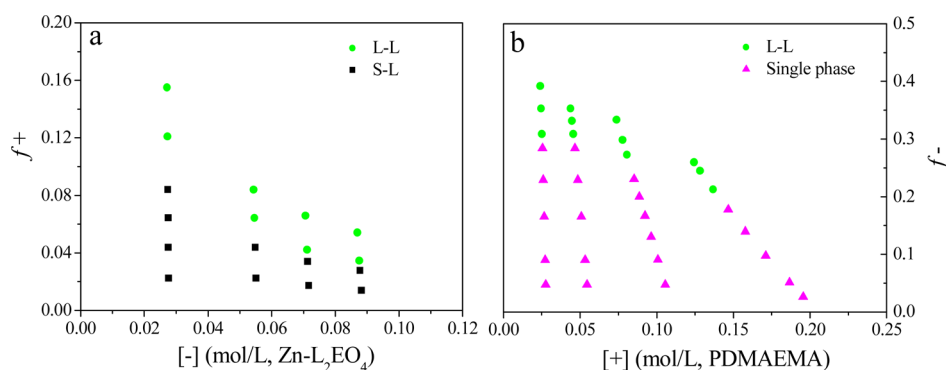 a
L-L
S-L
f+
0.20
0.16
0.12
0.08
0.04
0.00
0.00 0.02 0.04 0.06 0.08 0.10 0.12
[-] (mol/L, Zn-L₂EO₄)
b
L-L
Single phase
f-
0.5
0.4
0.3
0.2
0.1
0.0
0.00 0.05 0.10 0.15 0.20 0.25
[+] (mol/L, PDMAEMA)